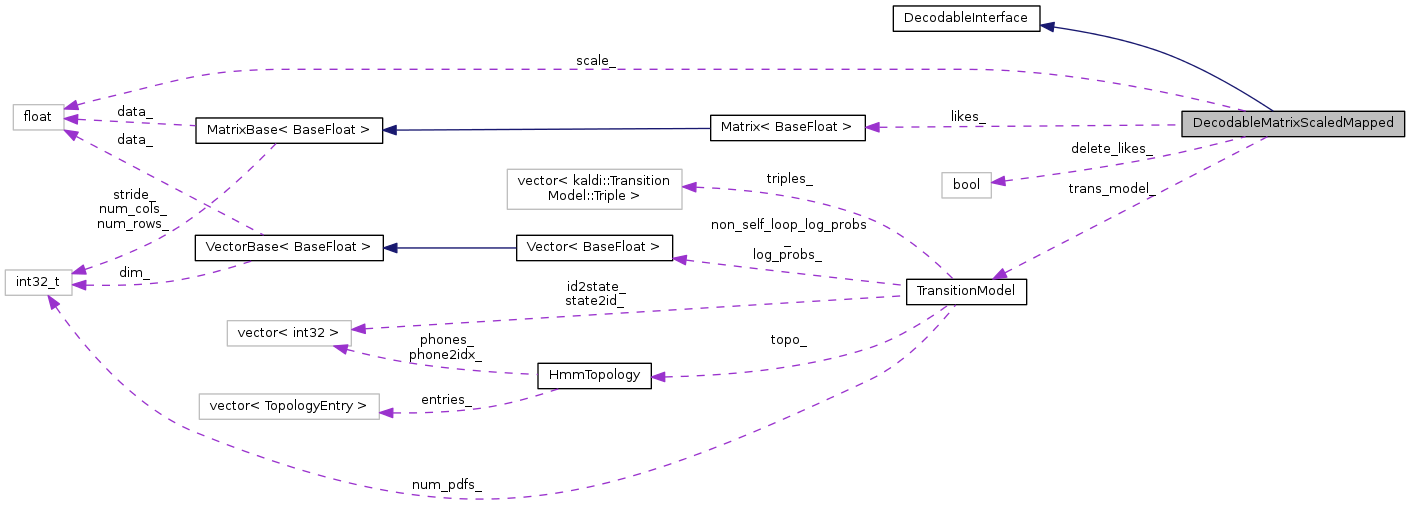 DecodableInterface
scale_
float
data_
MatrixBase< BaseFloat >
Matrix< BaseFloat >
likes_
DecodableMatrixScaledMapped
data_
delete_likes_
bool
vector< kaldi::Transition
Model::Triple >
triples_
trans_model_
stride_
num_cols_
num_rows_
non_self_loop_log_probs
_
log_probs_
VectorBase< BaseFloat >
Vector< BaseFloat >
int32_t
dim_
TransitionModel
id2state_
state2id_
vector< int32 >
phones_
phone2idx_
topo_
HmmTopology
vector< TopologyEntry >
entries_
num_pdfs_